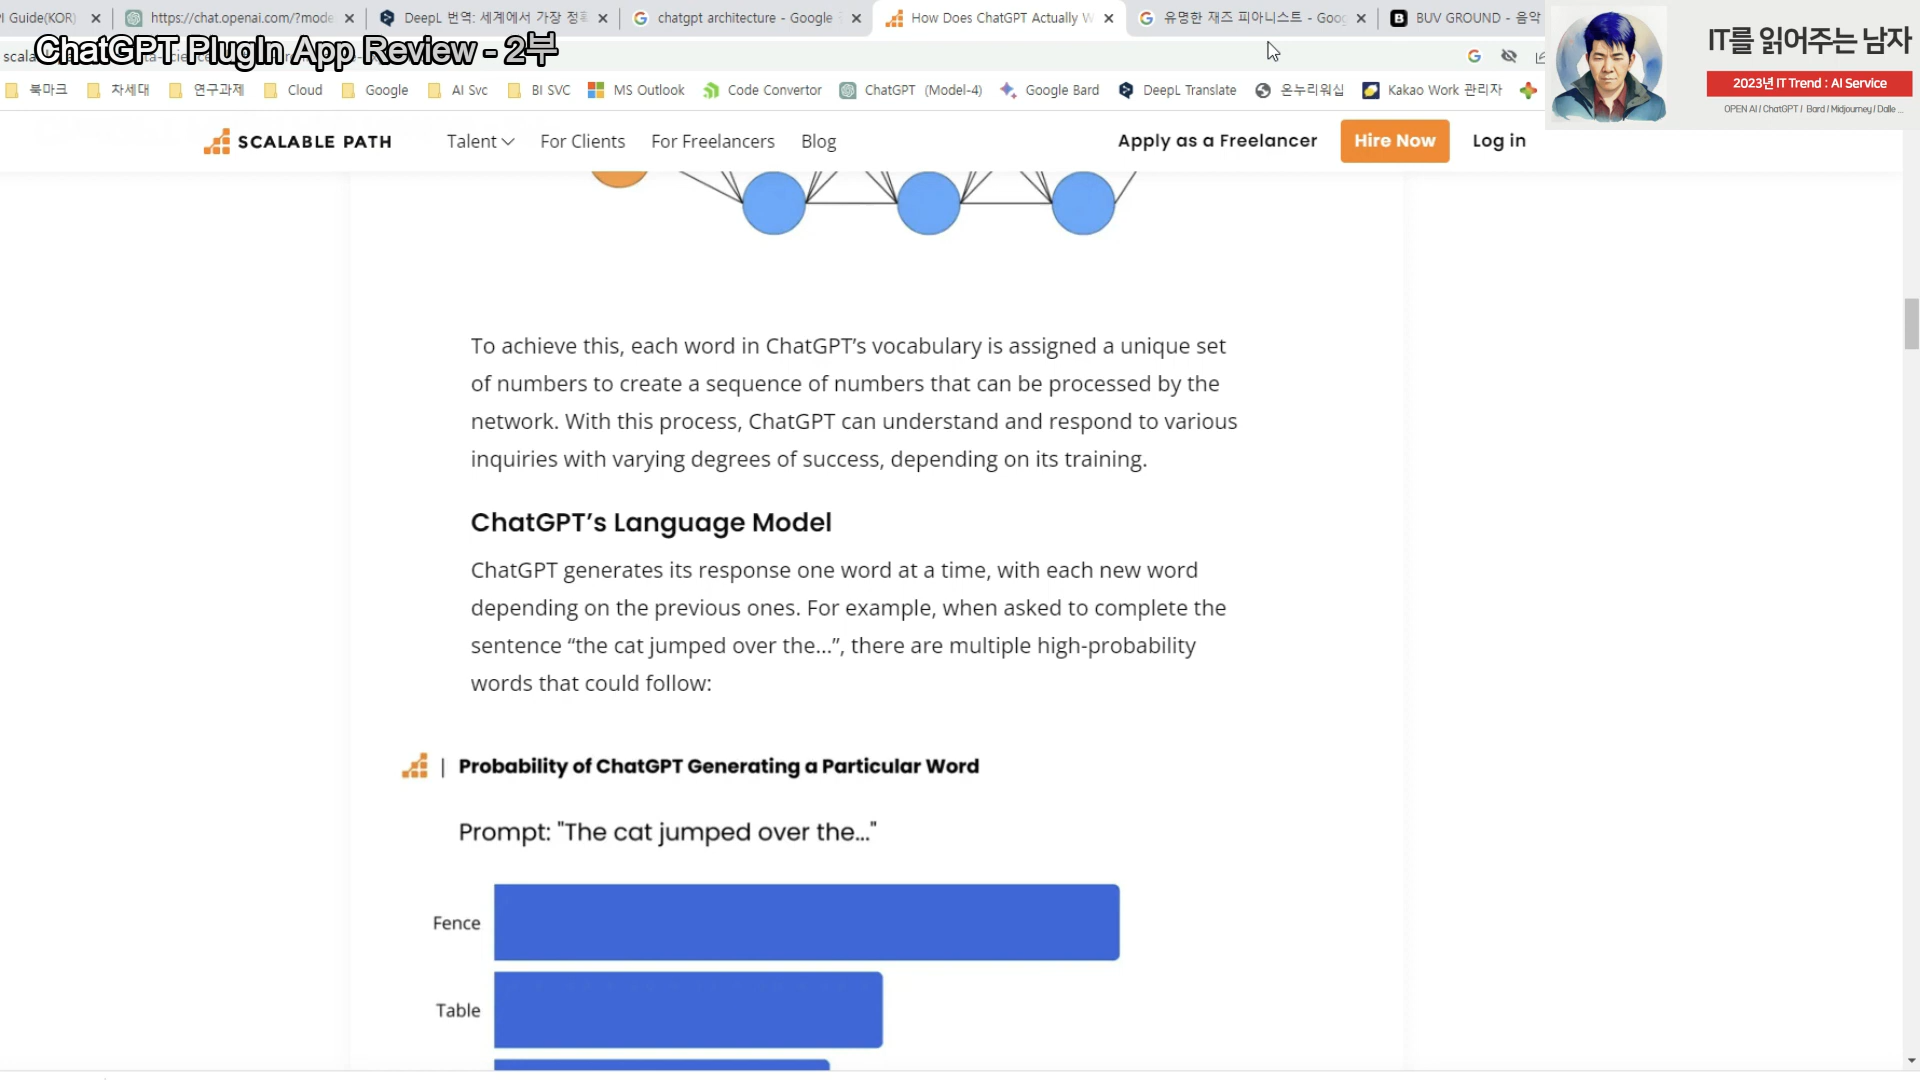 I Guide(KOR)
https://chat.openai.com/?mode
DeepL 번역: 세계에서 가장 정확
chatgpt architecture - Google
How Does ChatGPT Actually W
유명한 재즈 피아니스트 - Goog
BUV GROUND - 음악
ChatGPT PlugIn App Review - 2부
scala
북마크
차세대
연구과제
Cloud
Google
AI Svc
BI SVC
MS Outlook
Code Convertor
ChatGPT (Model-4)
Google Bard
DeepL Translate
온누리워십
Kakao Work 관리자
IT를 읽어주는 남자
2023년 IT Trend : AI Service
OPEN AI / ChatGPT / Bard / Midjourney / Dalle ...
SCALABLE PATH
Talent
For Clients
For Freelancers
Blog
Apply as a Freelancer
Hire Now
Log in
To achieve this, each word in ChatGPT’s vocabulary is assigned a unique set
of numbers to create a sequence of numbers that can be processed by the
network. With this process, ChatGPT can understand and respond to various
inquiries with varying degrees of success, depending on its training.
ChatGPT’s Language Model
ChatGPT generates its response one word at a time, with each new word
depending on the previous ones. For example, when asked to complete the
sentence “the cat jumped over the…”, there are multiple high-probability
words that could follow:
Probability of ChatGPT Generating a Particular Word
Prompt: "The cat jumped over the..."
Fence
Table